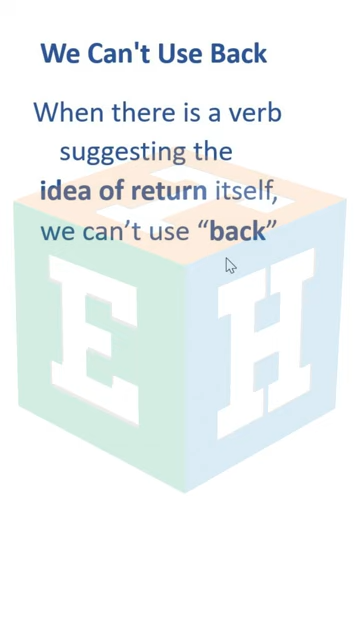 We Can't Use Back
When there is a verb
suggesting the
idea of return itself,
we can't use “back”
E H